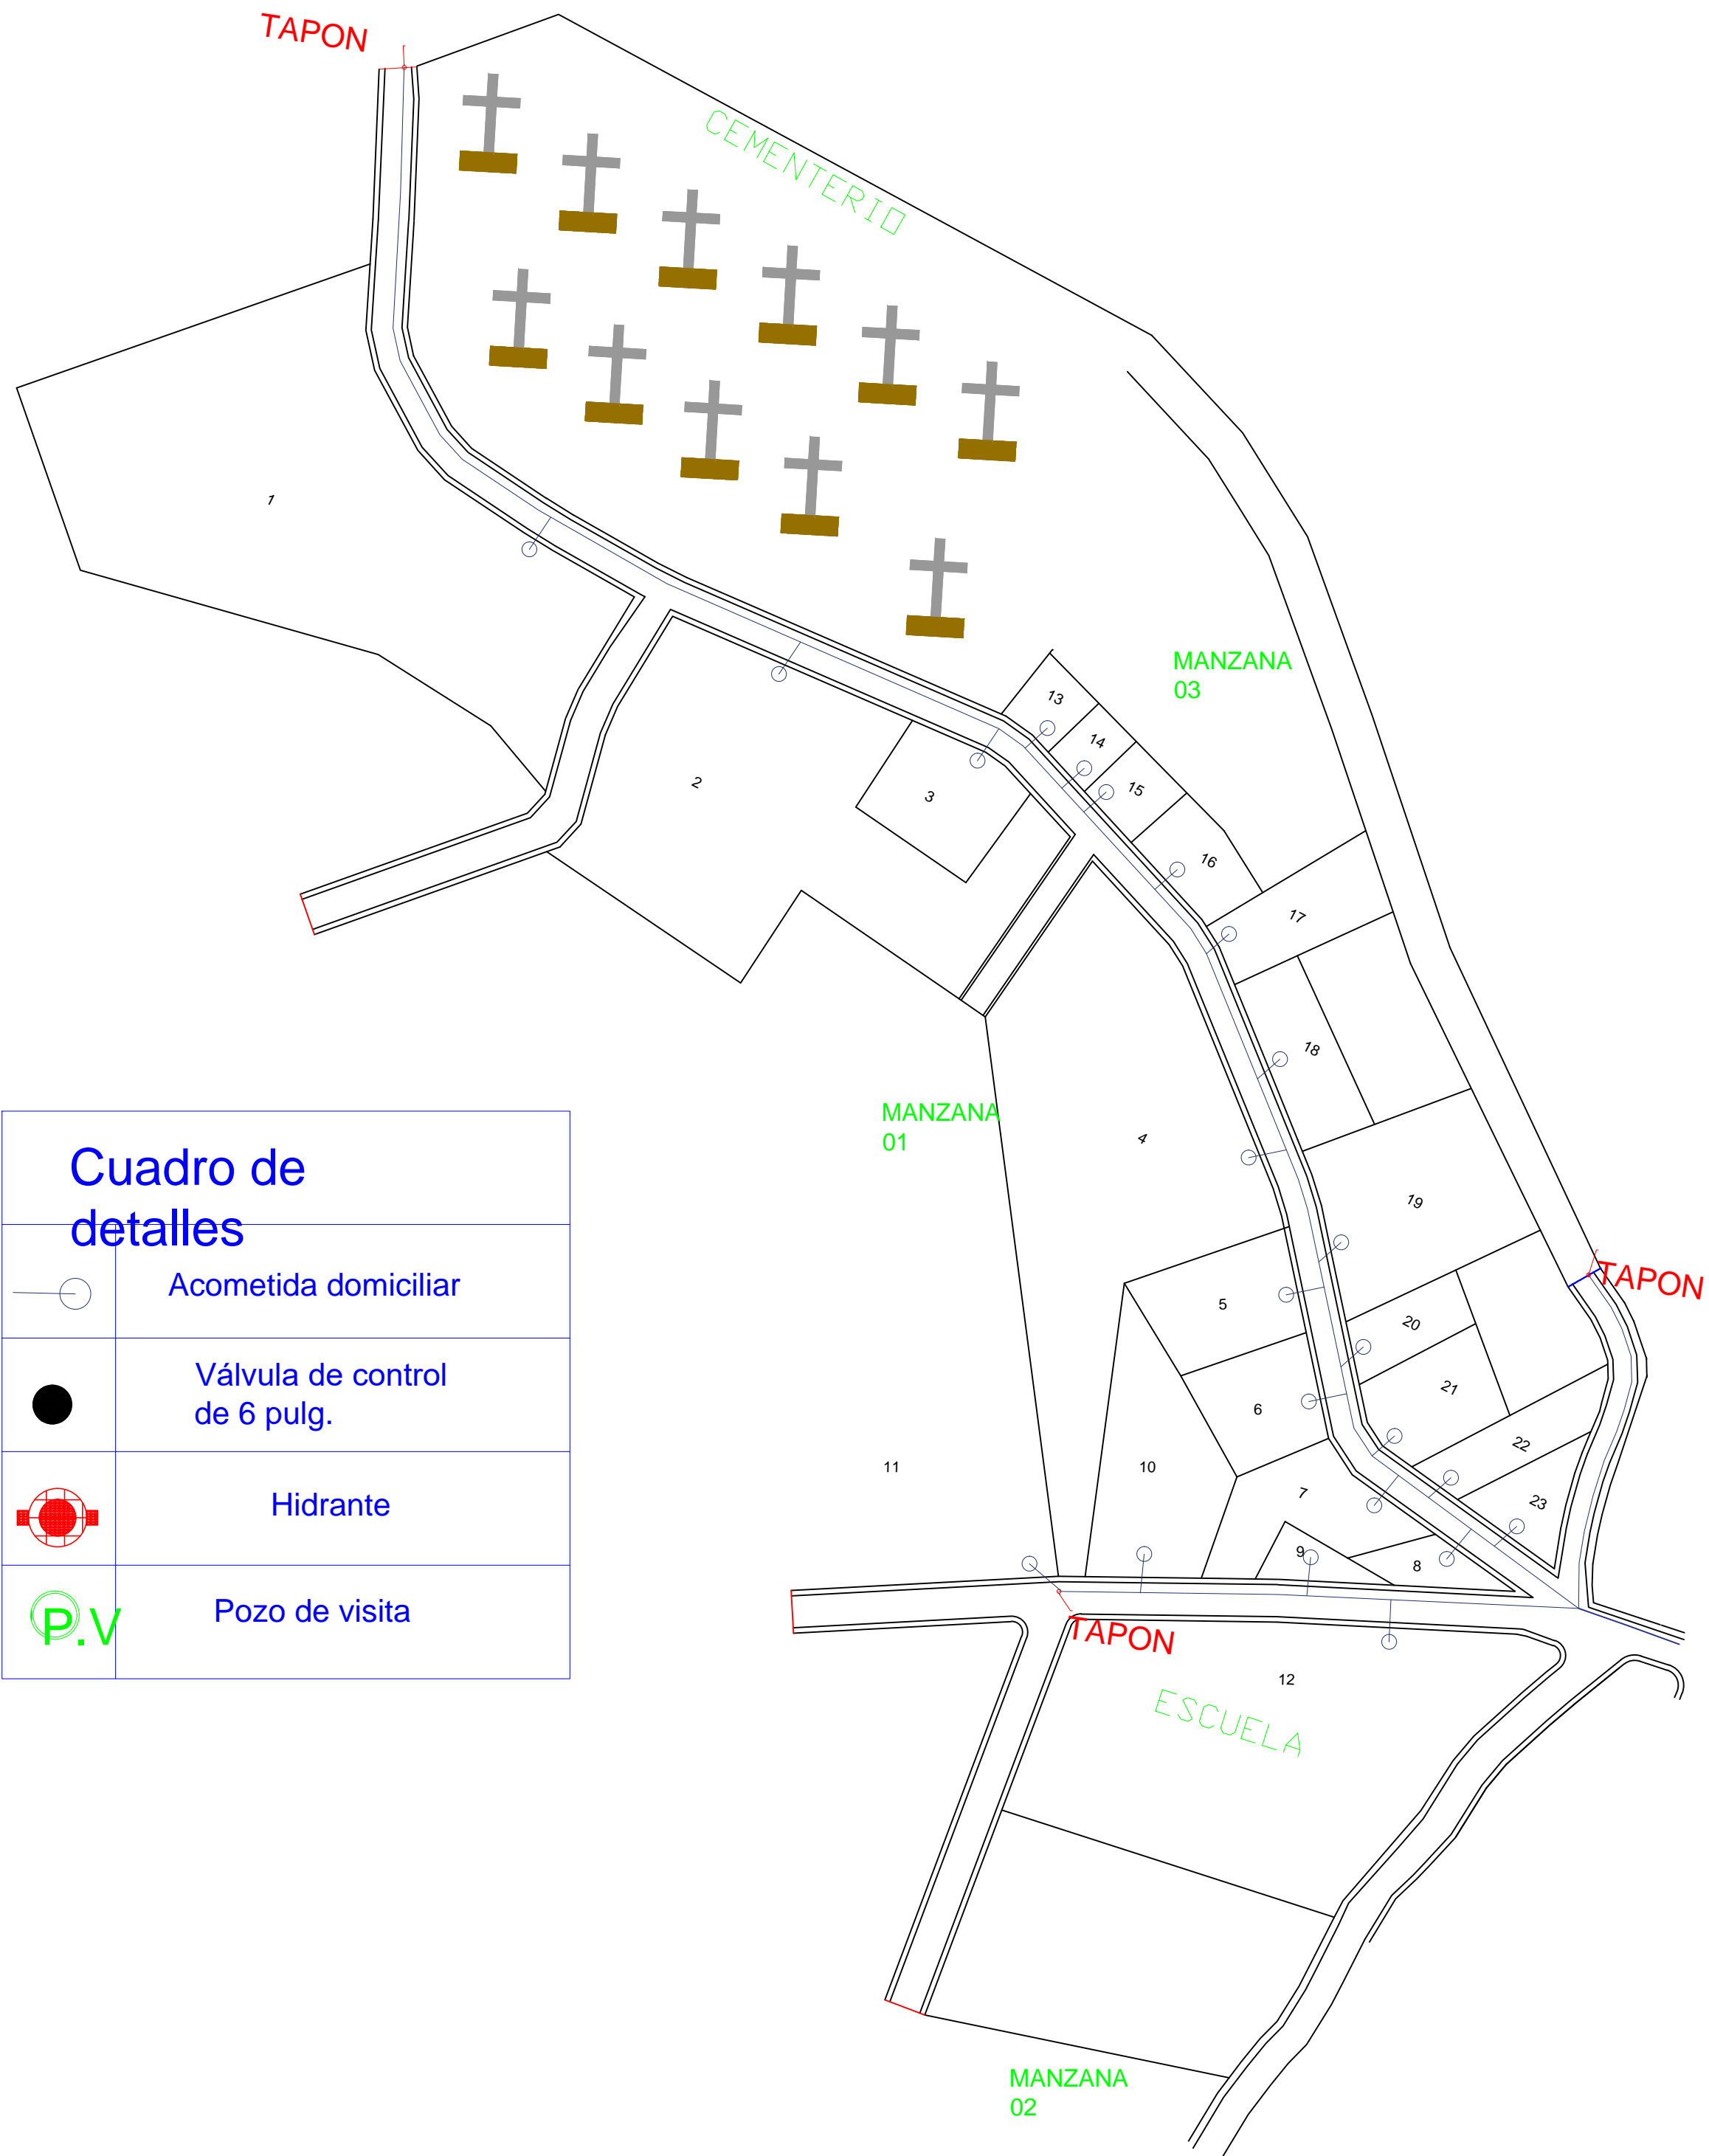 TAPON
CEMENTERIO
1
MANZANA
03
13
14
2
3
15
16
17
18
MANZANA
01
4
Cuadro de
detalles
19
TAPON
Acometida domiciliar
5
20
Válvula de control
de 6 pulg.
21
6
22
11
10
7
23
Hidrante
9
8
P.V
Pozo de visita
TAPON
12
ESCUELA
MANZANA
02